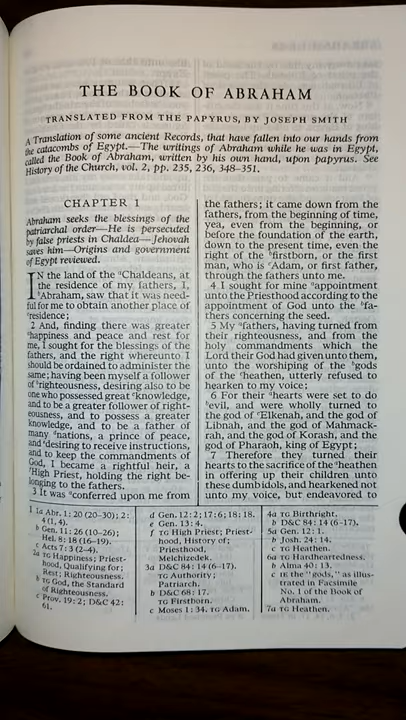 THE BOOK OF ABRAHAM
TRANSLATED FROM THE PAPYRUS, BY JOSEPH SMITH
A Translation of some ancient Records, that have fallen into our hands from
the catacombs of Egypt.—The writings of Abraham while he was in Egypt,
called the Book of Abraham, written by his own hand, upon papyrus. See
History of the Church, vol. 2, pp. 235, 236, 348–351.
CHAPTER 1
Abraham seeks the blessings of the
patriarchal order—He is persecuted
by false priests in Chaldea—Jehovah
saves him—Origins and government
of Egypt reviewed.
IN the land of the aChaldeans, at
the residence of my fathers, I,
bAbraham, saw that it was need-
ful for me to obtain another place of
cresidence;
2 And, finding there was greater
ahappiness and peace and rest for
me, I sought for the blessings of the
fathers, and the right whereunto I
should be ordained to administer the
same; having been myself a follower
of brighteousness, desiring also to be
one who possessed great cknowledge,
and to be a greater follower of right-
eousness, and to possess a greater
knowledge, and to be a father of
many dnations, a prince of peace,
and edesiring to receive instructions,
and to keep the commandments of
God, I became a rightful heir, a
fHigh Priest, holding the right be-
longing to the fathers.
3 It was aconferred upon me from
the fathers; it came down from the
fathers, from the beginning of time,
yea, even from the beginning, or
before the foundation of the earth,
down to the present time, even the
right of the bfirstborn, or the first
man, who is cAdam, or first father,
through the fathers unto me.
4 I sought for mine aappointment
unto the Priesthood according to the
appointment of God unto the bfa-
thers concerning the seed.
5 My afathers, having turned from
their righteousness, and from the
holy commandments which the
Lord their God had given unto them,
unto the worshiping of the bgods
of the cheathen, utterly refused to
hearken to my voice;
6 For their ahearts were set to do
bevil, and were wholly turned to
the god of cElkenah, and the god of
Libnah, and the god of Mahmack-
rah, and the god of Korash, and the
god of Pharaoh, king of Egypt;
7 Therefore they turned their
hearts to the sacrifice of the aheathen
in offering up their children unto
these dumb idols, and hearkened not
unto my voice, but endeavored to
1 1a Abr. 1: 20 (20–30); 2:
4 (1, 4).
b Gen. 11: 26 (10–26);
Hel. 8: 18 (16–19).
c Acts 7: 3 (2–4).
2a TG Happiness; Priest-
hood, Qualifying for;
Rest; Righteousness.
b TG God, the Standard
of Righteousness.
c Prov. 19: 2; D&C 42:
61.
d Gen. 12: 2; 17: 6; 18: 18.
e Gen. 13: 4.
f TG High Priest; Priest-
hood, History of;
Priesthood,
Melchizedek.
3a D&C 84: 14 (6–17).
TG Authority;
Patriarch.
b D&C 68: 17.
TG Firstborn.
c Moses 1: 34. TG Adam.
4a TG Birthright.
b D&C 84: 14 (6–17).
5a Gen. 12: 1.
b Josh. 24: 14.
c TG Heathen.
6a TG Hardheartedness.
b Alma 40: 13.
c IE the "gods," as illus-
trated in Facsimile
No. 1 of the Book of
Abraham.
7a TG Heathen.